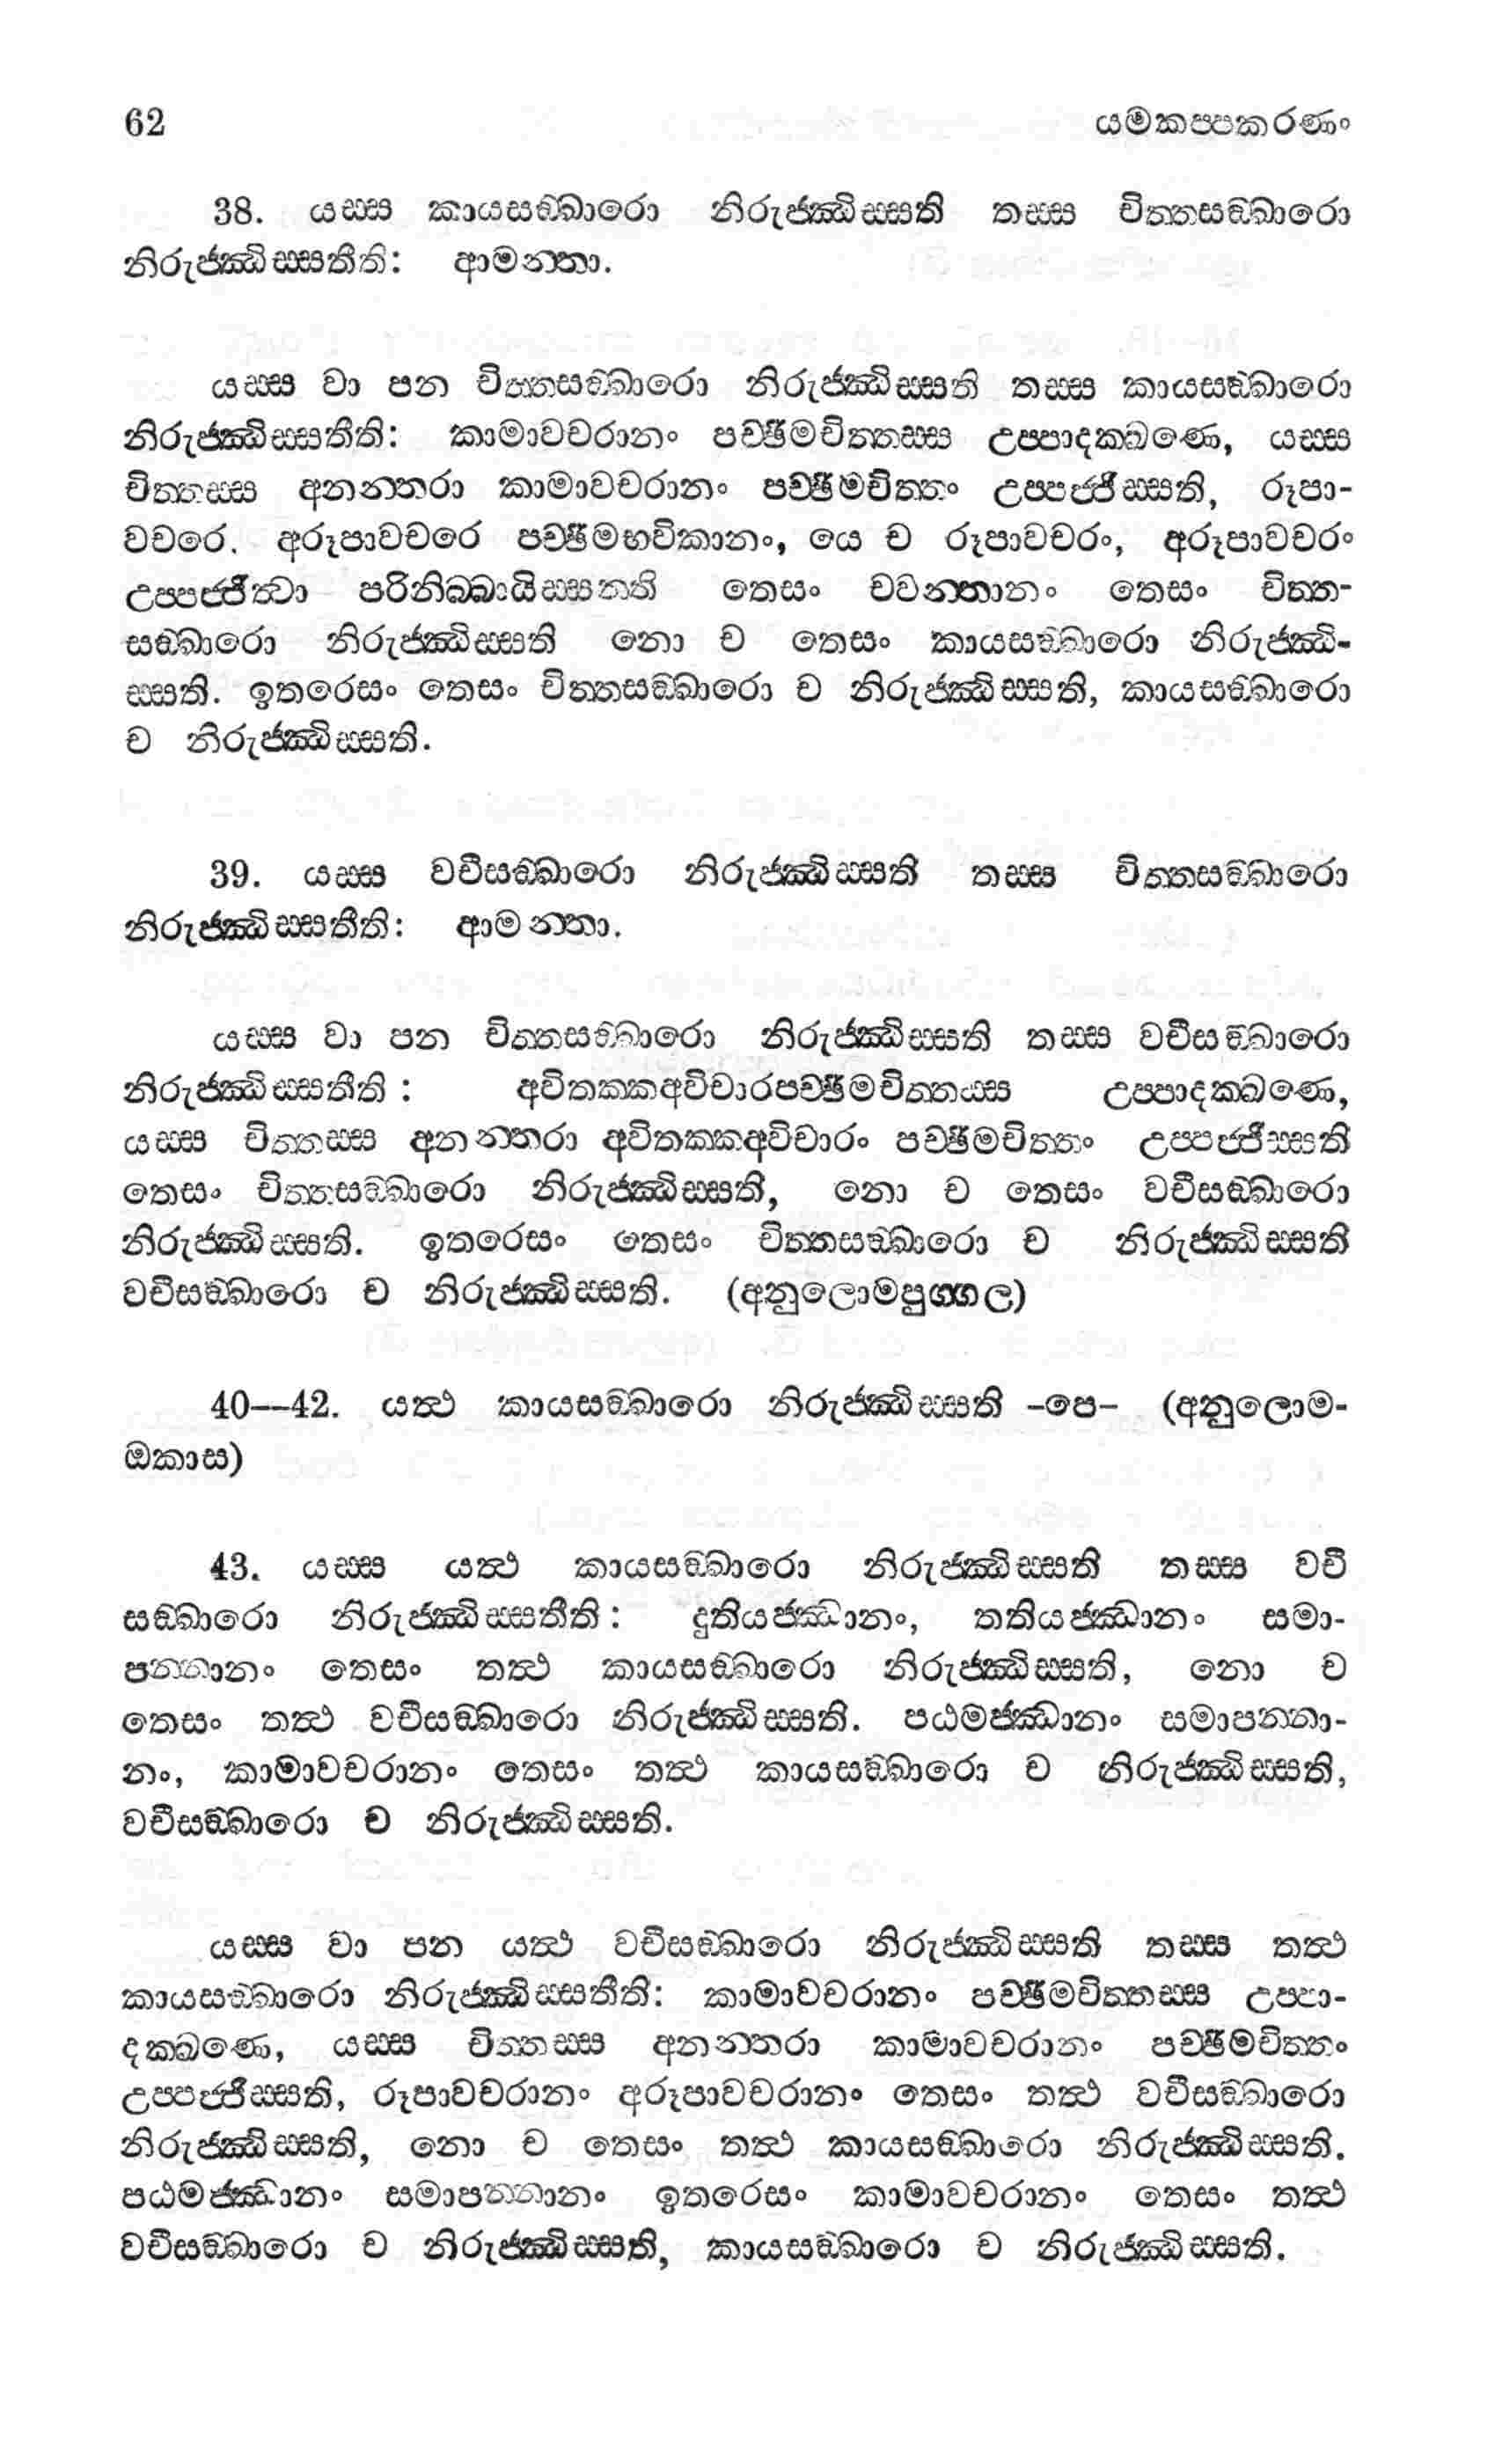 62 යමකප්පකරණං
38. යස්ස කායසඞ්ඛාරො නිරුජ්ඣිස්සති තස්ස චිත්තසඞ්ඛාරො
නිරුජ්ඣිස්සතීති: ආමන්තා.
යස්ස වා පන චිත්තසඞ්ඛාරො නිරුජ්ඣිස්සති තස්ස කායසඞ්ඛාරො
නිරුජ්ඣිස්සතීති: කාමාවචරානං පච්ඡිමචිත්තස්ස උප්පාදක්ඛණෙ, යස්ස
චිත්තස්ස අනන්තරා කාමාවචරානං පච්ඡිමචිත්තං උප්පජ්ජිස්සති, රූපා-
වචරෙ. අරූපාවචරෙ පච්ඡිමභවිකානං, යෙ ච රූපාවචරං, අරූපාවචරං
උප්පජ්ජිත්වා පරිනිබ්බායිස්සන්ති තෙසං චවන්තානං තෙසං චිත්ත-
සඞ්ඛාරො නිරුජ්ඣිස්සති නො ච තෙසං කායසඞ්ඛාරො නිරුජ්ඣි-
ස්සති. ඉතරෙසං තෙසං චිත්තසඞ්ඛාරො ච නිරුජ්ඣිස්සති, කායසඞ්ඛාරො
ච නිරුජ්ඣිස්සති.
39. යස්ස වචීසඞ්ඛාරො නිරුජ්ඣිස්සති තස්ස චිත්තසඞ්ඛාරො
නිරුජ්ඣිස්සතීති: ආමන්තා.
යස්ස වා පන චිත්තසඞ්ඛාරො නිරුජ්ඣිස්සති තස්ස වචීසඞ්ඛාරො
නිරුජ්ඣිස්සතීති: අවිතක්කඅවිචාරපච්ඡිමචිත්තස්ස උප්පාදක්ඛණෙ,
යස්ස චිත්තස්ස අනන්තරා අවිතක්කඅවිචාරං පච්ඡිමචිත්තං උප්පජ්ජිස්සති
තෙසං චිත්තසඞ්ඛාරො නිරුජ්ඣිස්සති, නො ච තෙසං වචීසඞ්ඛාරො
නිරුජ්ඣිස්සති. ඉතරෙසං තෙසං චිත්තසඞ්ඛාරො ච නිරුජ්ඣිස්සති
වචීසඞ්ඛාරො ච නිරුජ්ඣිස්සති. (අනුලොමපුග්ගල)
40—42. යත්ථ කායසඞ්ඛාරො නිරුජ්ඣිස්සති -පෙ- (අනුලොම-
ඔකාස)
43. යස්ස යත්ථ කායසඞ්ඛාරො නිරුජ්ඣිස්සති තස්ස වචී
සඞ්ඛාරො නිරුජ්ඣිස්සතීති: දුතියජ්ඣානං, තතියජ්ඣානං සමා-
පන්නානං තෙසං තත්ථ කායසඞ්ඛාරො නිරුජ්ඣිස්සති, නො ච
තෙසං තත්ථ වචීසඞ්ඛාරො නිරුජ්ඣිස්සති. පඨමජ්ඣානං සමාපන්නා-
නං, කාමාවචරානං තෙසං තත්ථ කායසඞ්ඛාරො ච නිරුජ්ඣිස්සති,
වචීසඞ්ඛාරො ච නිරුජ්ඣිස්සති.
යස්ස වා පන යත්ථ වචීසඞ්ඛාරො නිරුජ්ඣිස්සති තස්ස තත්ථ
කායසඞ්ඛාරො නිරුජ්ඣිස්සතීති: කාමාවචරානං පච්ඡිමචිත්තස්ස උප්පා-
දක්ඛණෙ, යස්ස චිත්තස්ස අනන්තරා කාමාවචරානං පච්ඡිමචිත්තං
උප්පජ්ජිස්සති, රූපාවචරානං අරූපාවචරානං තෙසං තත්ථ වචීසඞ්ඛාරො
නිරුජ්ඣිස්සති, නො ච තෙසං තත්ථ කායසඞ්ඛාරො නිරුජ්ඣිස්සති.
පඨමජ්ඣානං සමාපන්නානං ඉතරෙසං කාමාවචරානං තෙසං තත්ථ
වචීසඞ්ඛාරො ච නිරුජ්ඣිස්සති, කායසඞ්ඛාරො ච නිරුජ්ඣිස්සති.